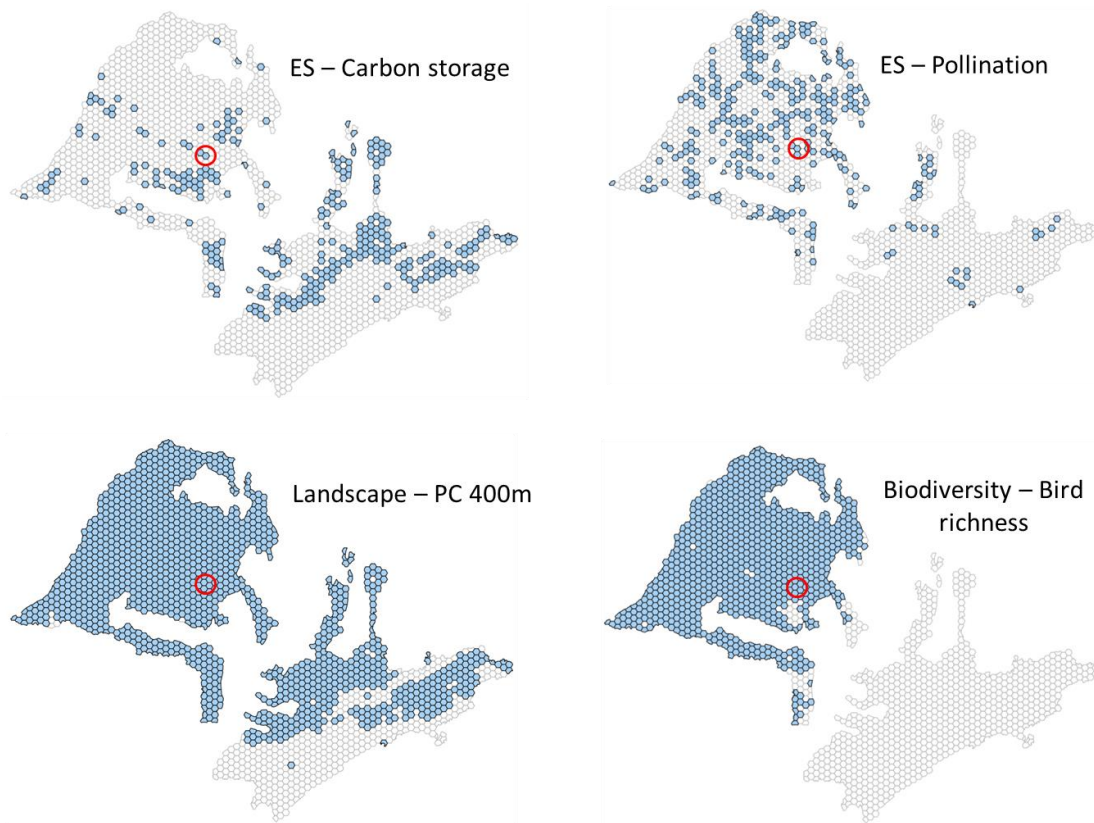 ES – Carbon storage
ES – Pollination
Landscape – PC 400m
Biodiversity – Bird
richness